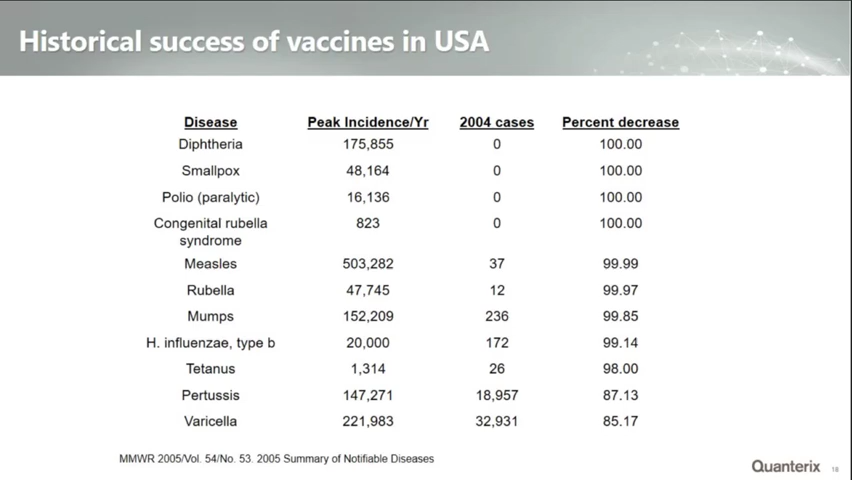 Historical success of vaccines in USA
Disease Peak Incidence/Yr 2004 cases Percent decrease
Diphtheria 175,855 0 100.00
Smallpox 48,164 0 100.00
Polio (paralytic) 16,136 0 100.00
Congenital rubella 823 0 100.00
syndrome
Measles 503,282 37 99.99
Rubella 47,745 12 99.97
Mumps 152,209 236 99.85
H. influenzae, type b 20,000 172 99.14
Tetanus 1,314 26 98.00
Pertussis 147,271 18,957 87.13
Varicella 221,983 32,931 85.17
MMWR 2005/Vol. 54/No. 53. 2005 Summary of Notifiable Diseases
Quanterix 18